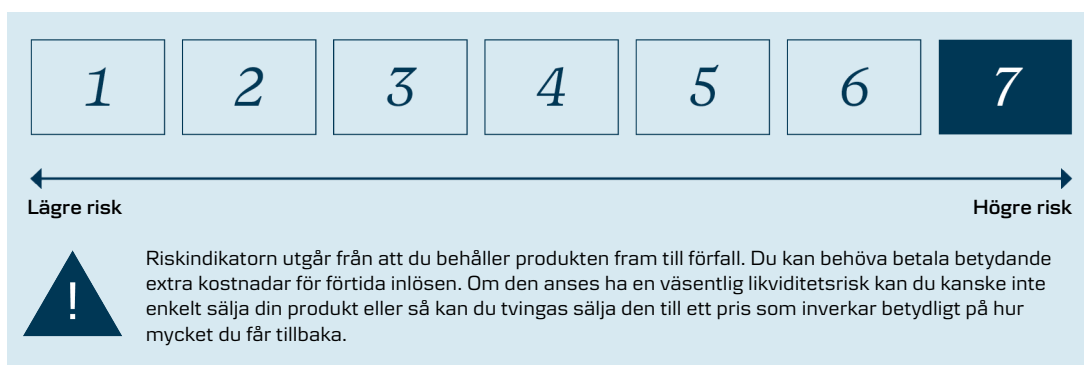 1 2 3 4 5 6 7
Lägre risk Högre risk
Riskindikatorn utgår från att du behåller produkten fram till förfall. Du kan behöva betala betydande
extra kostnadar för förtida inlösen. Om den anses ha en väsentlig likviditetsrisk kan du kanske inte
enkelt sälja din produkt eller så kan du tvingas sälja den till ett pris som inverkar betydligt på hur
mycket du får tillbaka.
!